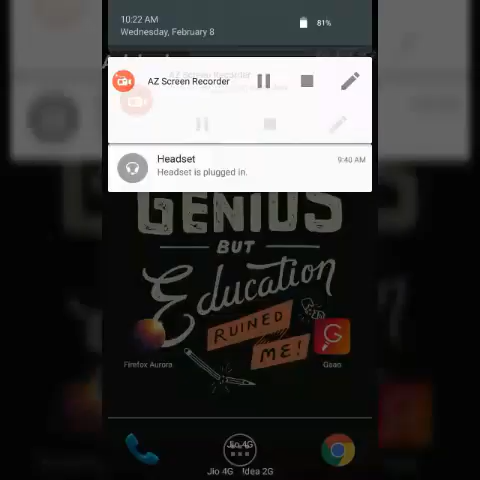 10:22 AM
81%
Wednesday, February 8
AZ Screen Recorder
Headset
9:40 AM
Headset is plugged in.
GENIUS
BUT
Education
RUINED
ME!
Firefox Aurora
Jio 4G
Jio 4G Idea 2G